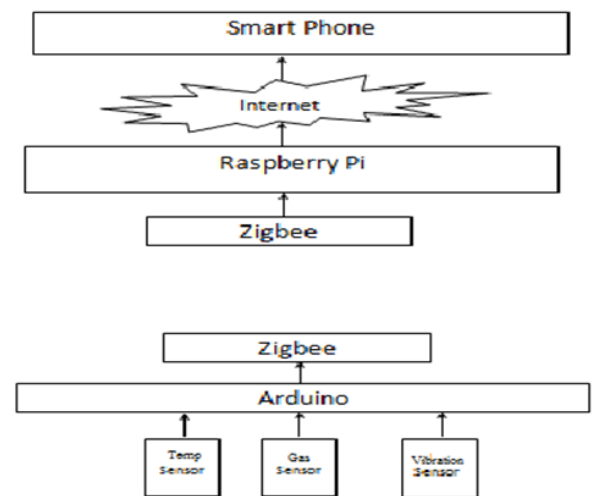 Smart Phone
Internet
Raspberry Pi
Zigbee
Zigbee
Arduino
Temp
Sensor
Gas
Sensor
Vibration
Sensor